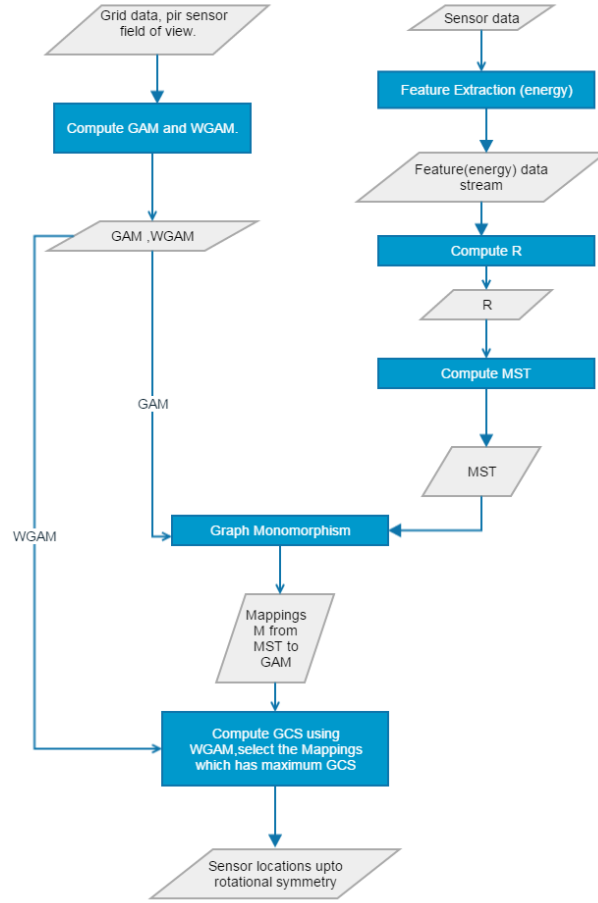 Grid data, pir sensor
field of view.
Sensor data
Compute GAM and WGAM.
Feature Extraction (energy)
Feature(energy) data
stream
GAM ,WGAM
Compute R
R
Compute MST
GAM
MST
WGAM
Graph Monomorphism
Mappings
M from
MST to
GAM
Compute GCS using
WGAM,select the Mappings
which has maximum GCS
Sensor locations upto
rotational symmetry